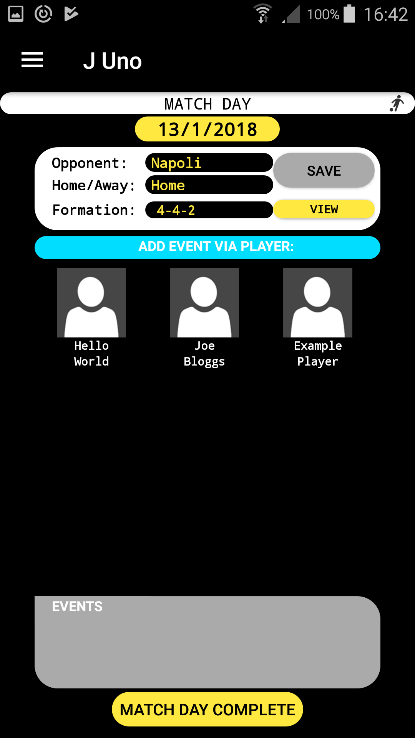 100% 16:42
J Uno
MATCH DAY
13/1/2018
Opponent: Napoli
SAVE
Home/Away: Home
Formation: 4-4-2
VIEW
ADD EVENT VIA PLAYER:
Hello
World
Joe
Bloggs
Example
Player
EVENTS
MATCH DAY COMPLETE